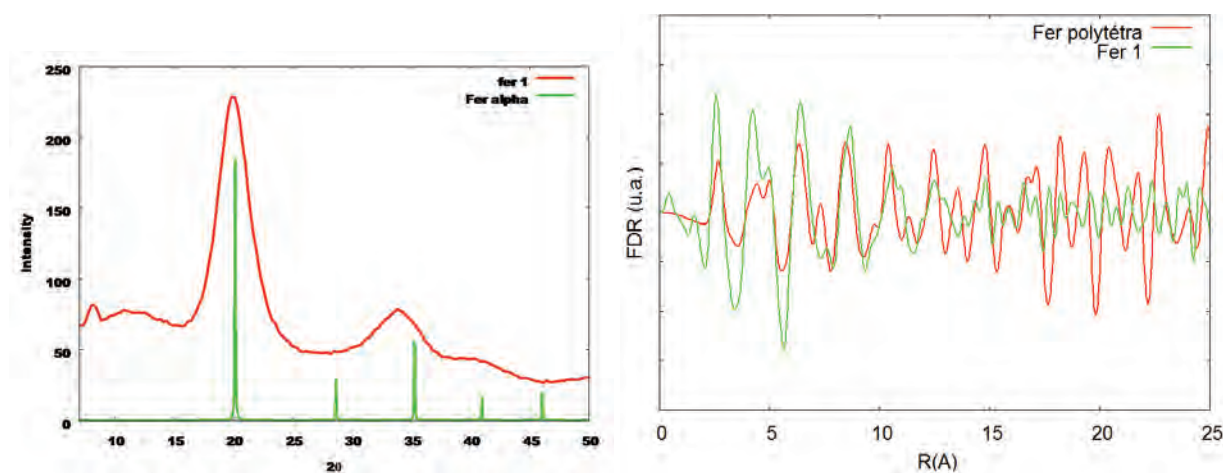 fer 1
Fer alpha
250
200
150
100
50
0
Intensity
10 15 20 25 30 35 40 45 50
2θ
Fer polytétra
Fer 1
FDR (u.a.)
0 5 10 15 20 25
R(A)